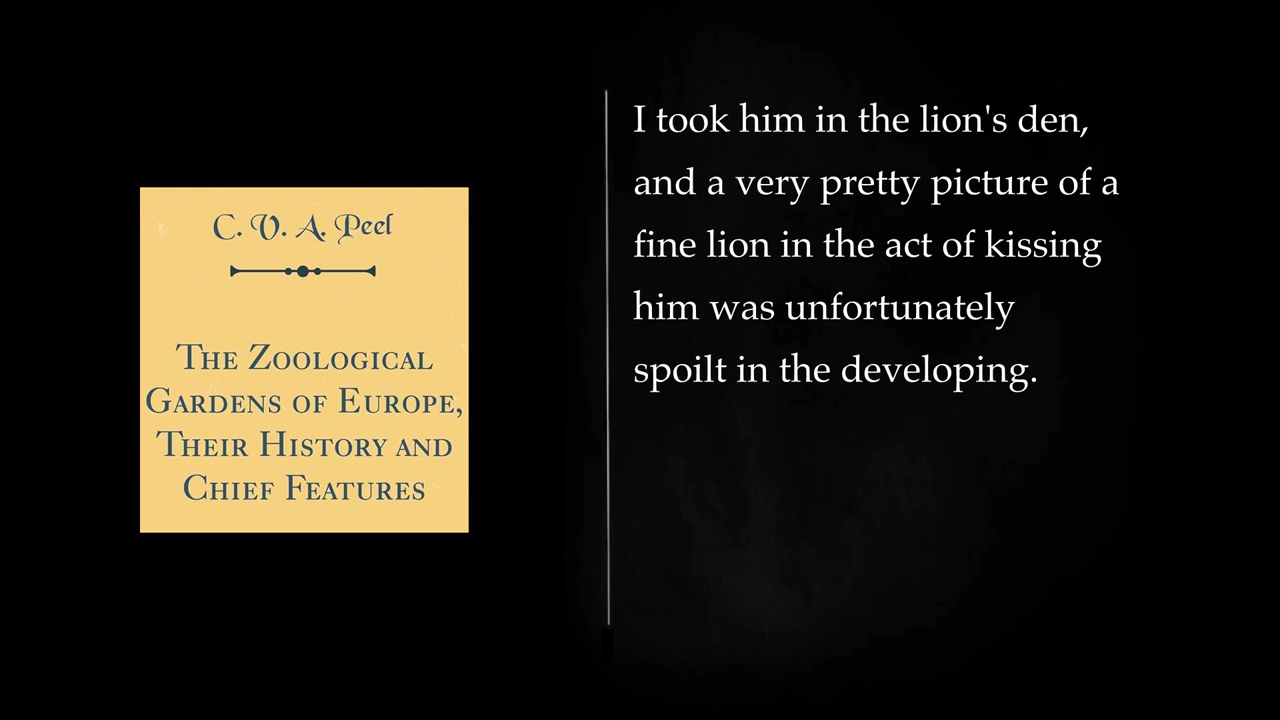 C. V. A. Peel
The Zoological
Gardens of Europe,
Their History and
Chief Features
I took him in the lion's den,
and a very pretty picture of a
fine lion in the act of kissing
him was unfortunately
spoilt in the developing.